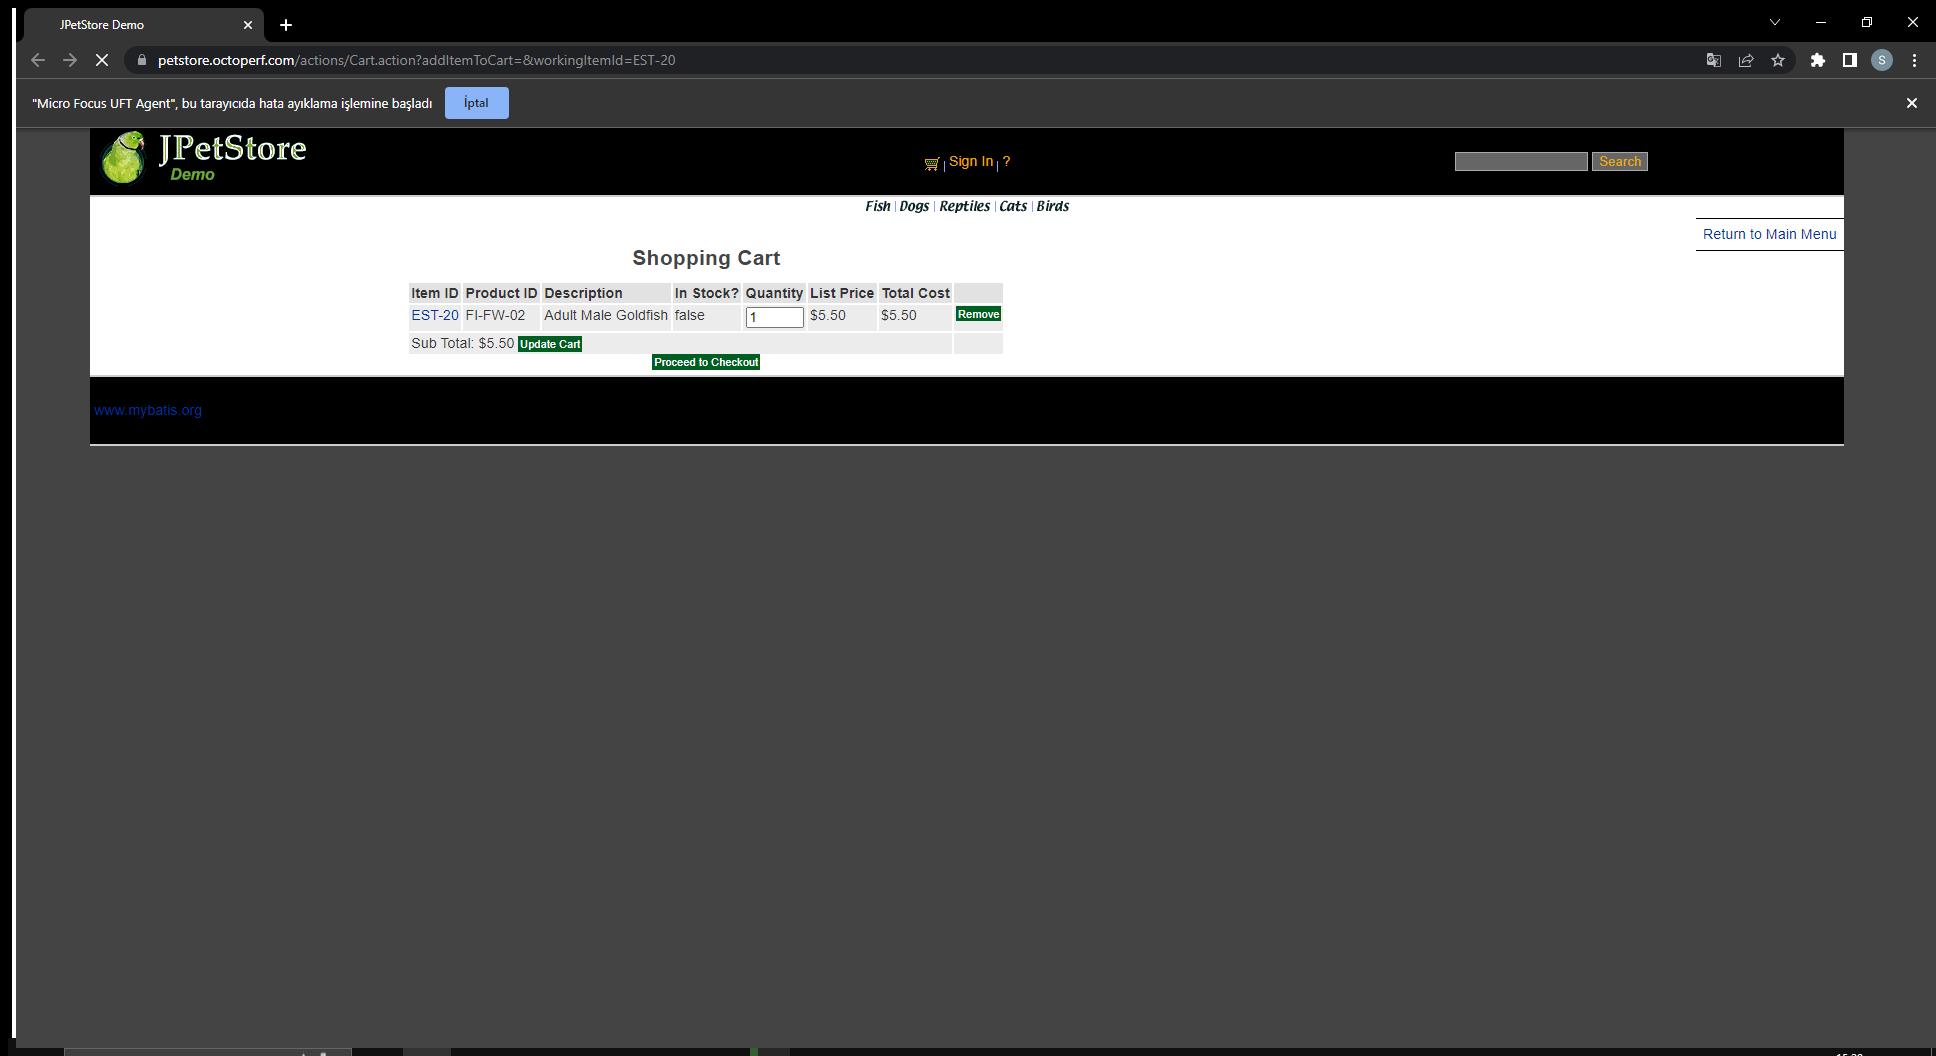 JPetStore Demo
petstore.octoperf.com/actions/Cart.action?addItemToCart=&workingItemId=EST-20
S
"Micro Focus UFT Agent", bu tarayıcıda hata ayıklama işlemine başladı İptal
JPetStore
Demo
Sign In | ?
Search
Fish | Dogs | Reptiles | Cats | Birds
Return to Main Menu
Shopping Cart
Item ID Product ID Description In Stock? Quantity List Price Total Cost
EST-20 FI-FW-02 Adult Male Goldfish false 1 $5.50 $5.50 Remove
Sub Total: $5.50 Update Cart
Proceed to Checkout
www.mybatis.org